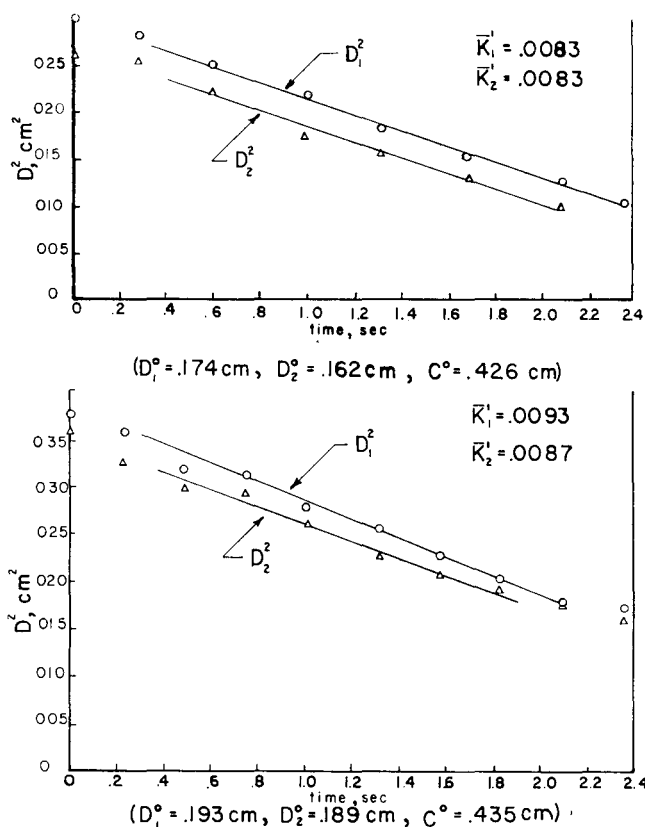 D₁²
K̄₁' = .0083
K̄₂' = .0083
025
020
D², cm²
D₂²
015
010
005
0
0 .2 .4 .6 .8 1.0 1.2 1.4 1.6 1.8 2.0 2.2 2.4
time, sec
(D₁° = .174 cm, D₂° = .162 cm, C° = .426 cm)
K̄₁' = .0093
K̄₂' = .0087
035
D₁²
030
025
D², cm²
020
D₂²
015
010
005
0
0 .2 .4 .6 .8 1.0 1.2 1.4 1.6 1.8 2.0 2.2 2.4
time, sec
(D₁° = .193 cm, D₂° = .189 cm, C° = .435 cm)